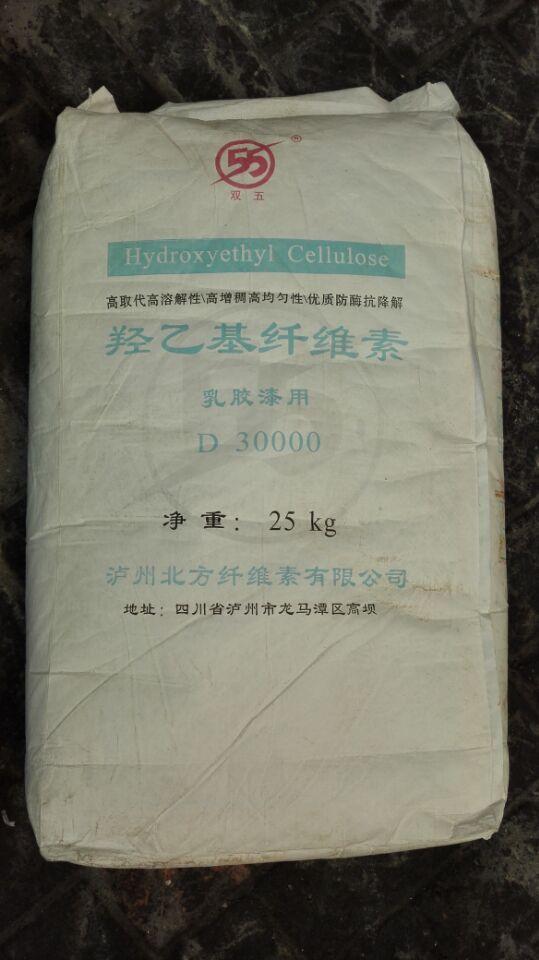 55 ®
双五
Hydroxyethyl Cellulose
高取代高溶解性\高增稠高均匀性\优质防酶抗降解
羟乙基纤维素
乳胶漆用
D 30000
净重： 25 kg
泸州北方纤维素有限公司
地址：四川省泸州市龙马潭区高坝